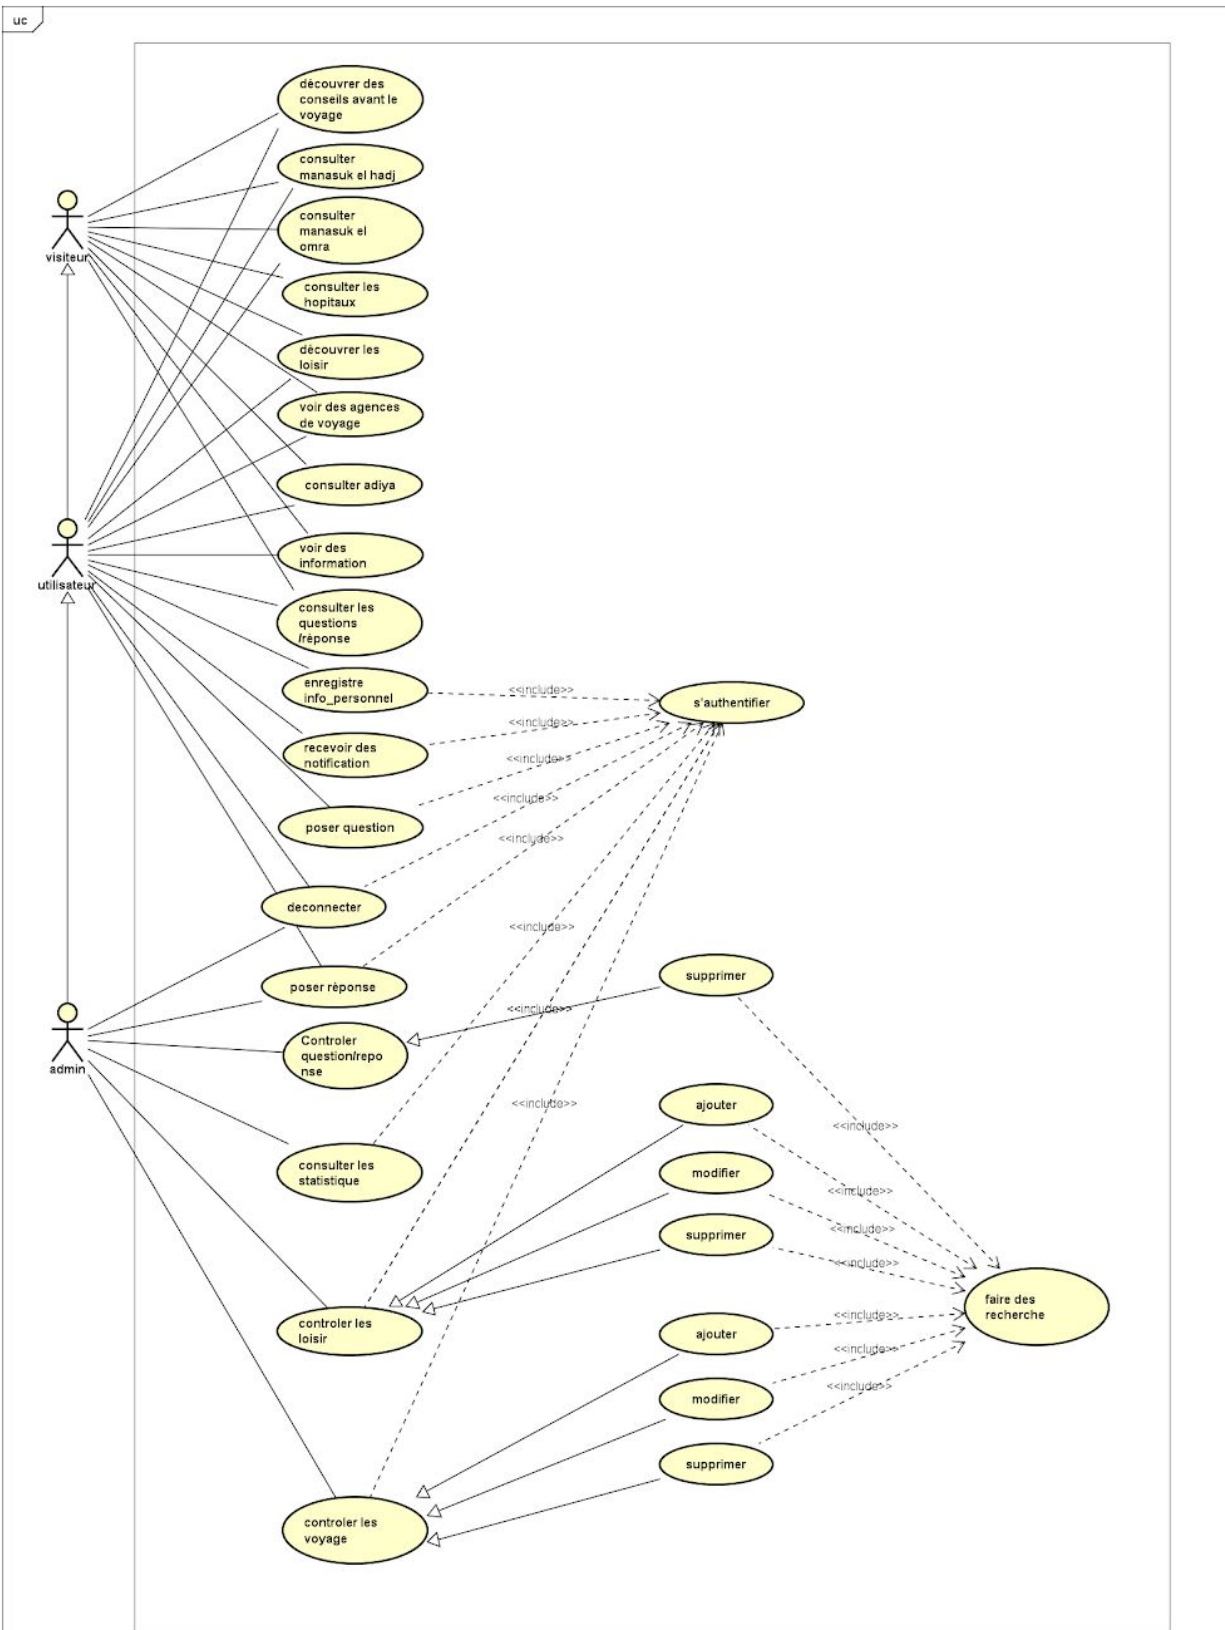 uc
découvrer des
conseils avant le
voyage
consulter
manasuk el hadj
consulter
manasuk el
omra
visiteur
consulter les
hopitaux
découvrer les
loisir
voir des agences
de voyage
consulter adiya
voir des
information
utilisateur
consulter les
questions
/réponse
enregistre
info_personnel
<<include>>
s'authentifier
recevoir des
notification
<<include>>
<<include>>
<<include>>
poser question
<<include>>
deconnecter
<<include>>
supprimer
poser réponse
<<include>>
Controler
question/repo
nse
admin
ajouter
<<include>>
<<include>>
consulter les
statistique
modifier
<<include>>
supprimer
<<include>>
<<include>>
faire des
recherche
controler les
loisir
ajouter
<<include>>
<<include>>
modifier
<<include>>
supprimer
controler les
voyage